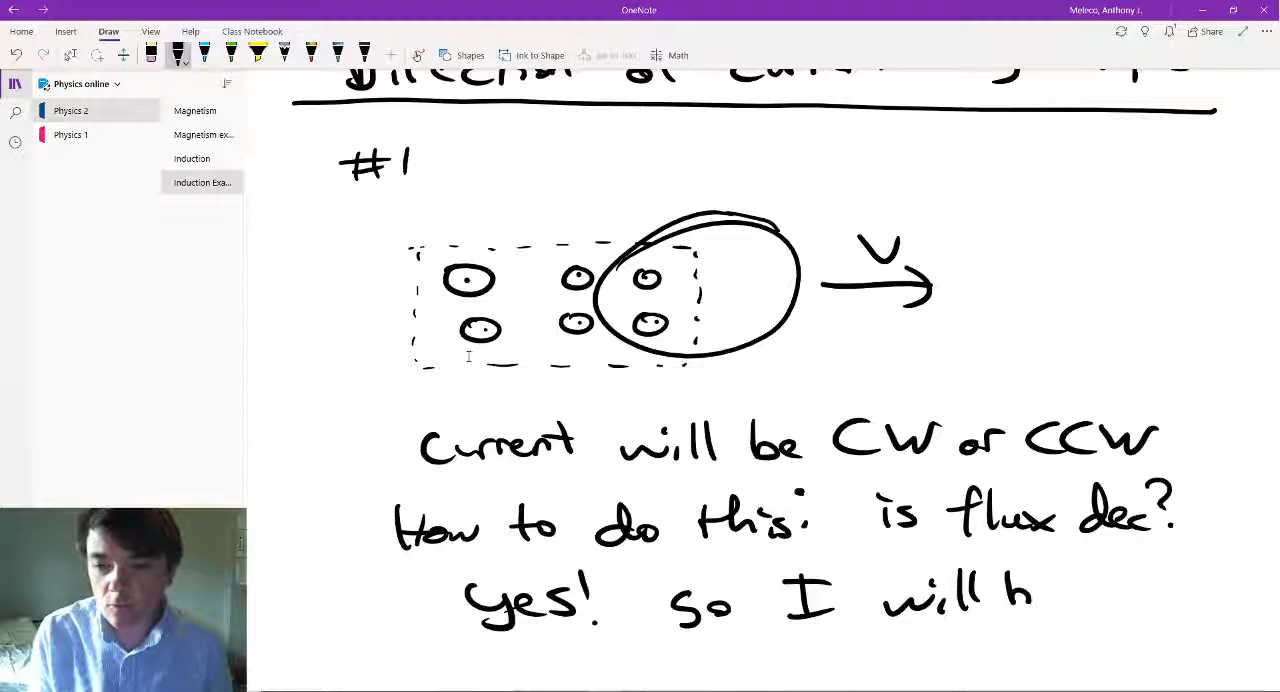 OneNote
Meleco, Anthony J.
Home Insert Draw View Help Class Notebook
Share
Shapes Ink to Shape Math
Physics online
Physics 2
Physics 1
Magnetism
Magnetism ex...
Induction
Induction Exa...
#1
V
Current will be CW or CCW
How to do this: is flux dec?
yes! so I will b